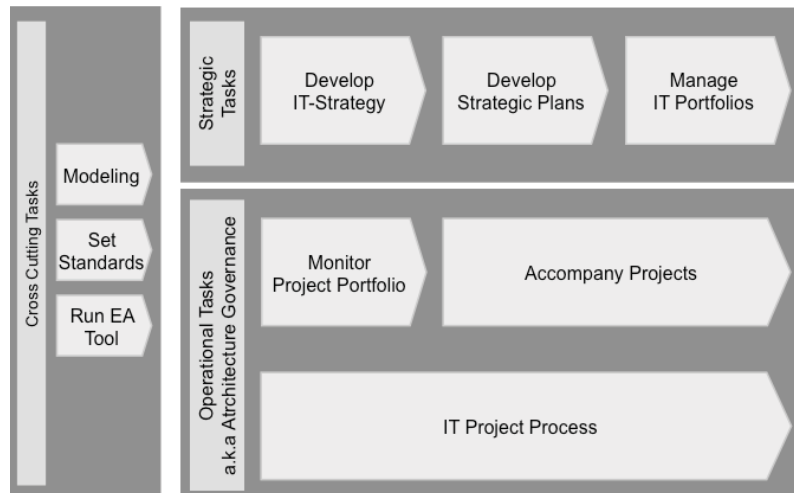 Cross Cutting Tasks
Modeling
Set
Standards
Run EA
Tool
Strategic
Tasks
Develop
IT-Strategy
Develop
Strategic Plans
Manage
IT Portfolios
Operational Tasks
a.k.a Atrchitecture Governance
Monitor
Project Portfolio
Accompany Projects
IT Project Process